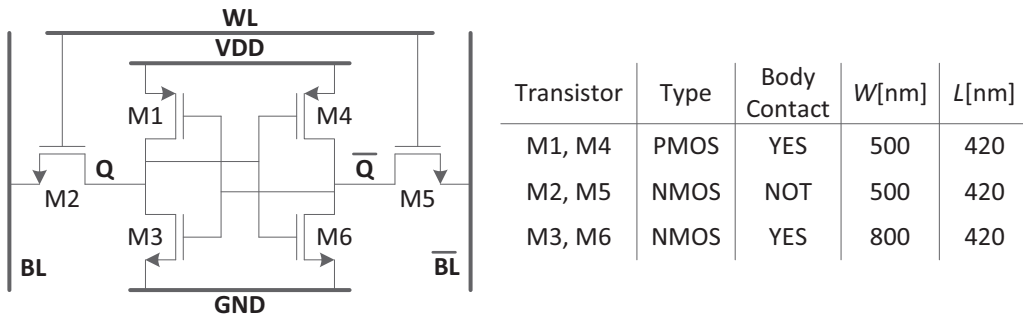 WL
VDD
M1
M4
Q
Q
M2
M5
M3
M6
BL
BL
GND
Transistor Type Body Contact W[nm] L[nm]
M1, M4 PMOS YES 500 420
M2, M5 NMOS NOT 500 420
M3, M6 NMOS YES 800 420